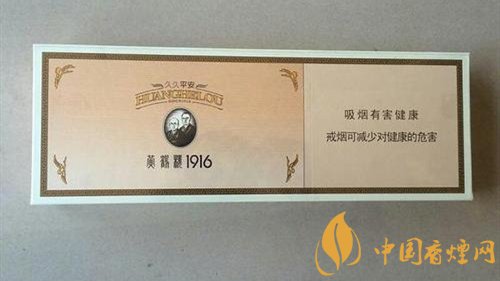 久久平安
HUANGHELOU
黄鹤楼1916
吸烟有害健康
戒烟可减少对健康的危害
中国香烟网